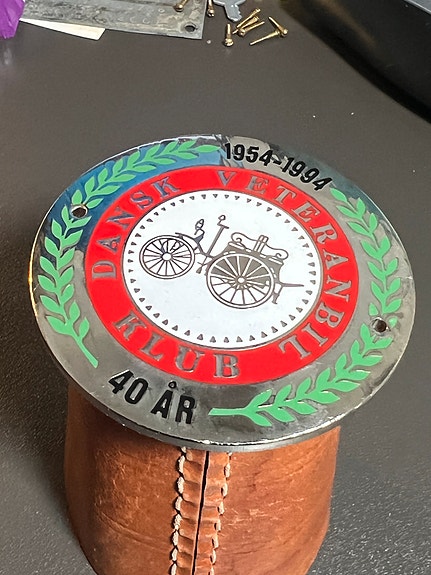 1954-1994
DANSK VETERANBIL
KLUB
40 ÅR